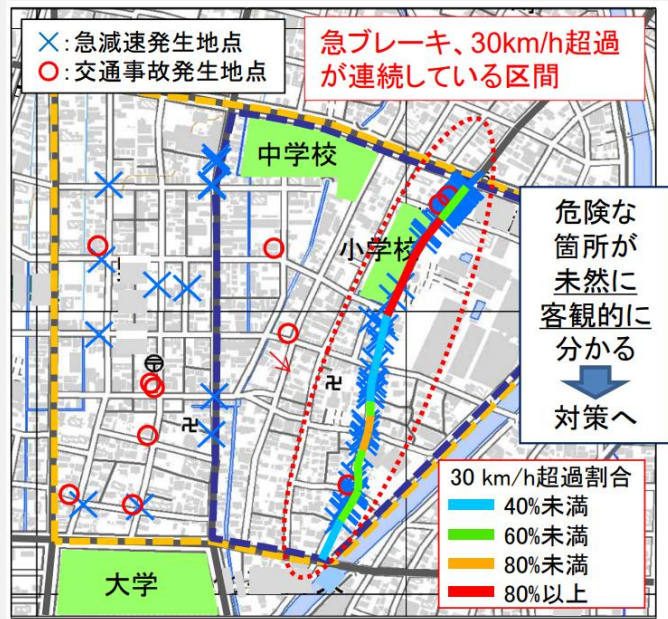 ×:急減速発生地点
○:交通事故発生地点
急ブレーキ、30km/h超過
が連続している区間
中学校
小学校
危険な
箇所が
未然に
客観的に
分かる
対策へ
30 km/h超過割合
40%未満
60%未満
80%未満
80%以上
大学